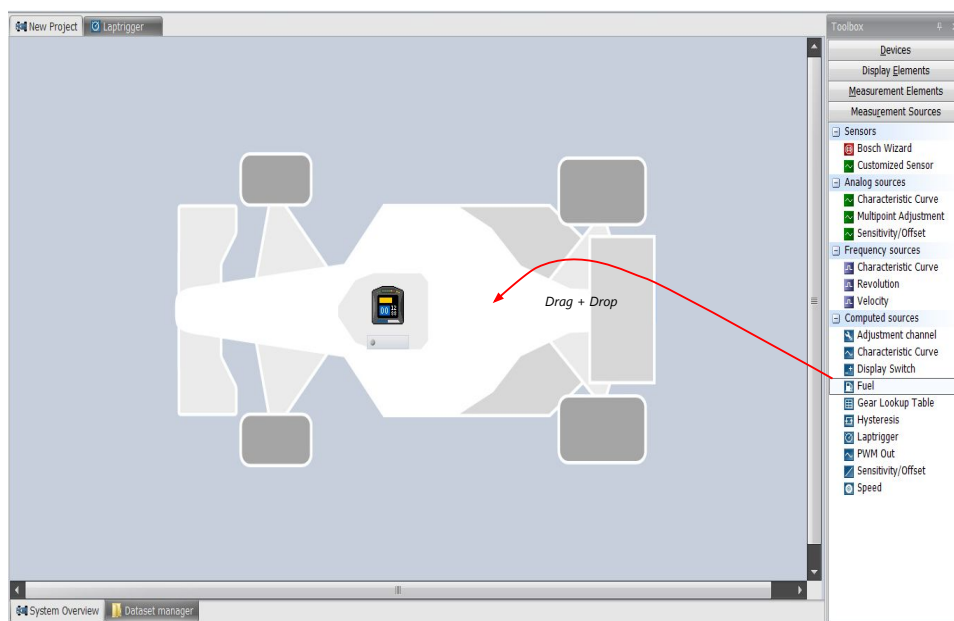 New Project
Laptrigger
Toolbox
Devices
Display Elements
Measurement Elements
Measurement Sources
Sensors
Bosch Wizard
Customized Sensor
Analog sources
Characteristic Curve
Multipoint Adjustment
Sensitivity/Offset
Frequency sources
Characteristic Curve
Revolution
Velocity
Computed sources
Adjustment channel
Characteristic Curve
Display Switch
Fuel
Gear Lookup Table
Hysteresis
Laptrigger
PWM Out
Sensitivity/Offset
Speed
Drag + Drop
System Overview
Dataset manager